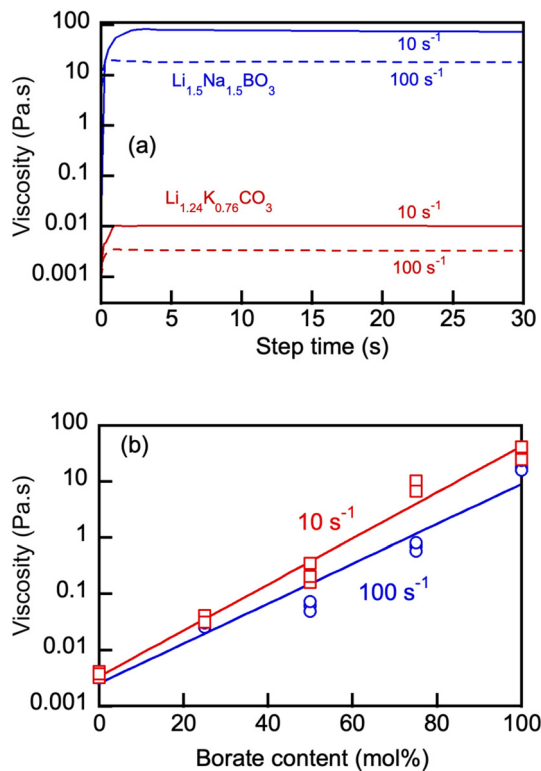 100
10
1
0.1
0.01
0.001
Viscosity (Pa.s)
(a)
10 s⁻¹
100 s⁻¹
Li₁.₅Na₁.₅BO₃
Li₁.₂₄K₀.₇₆CO₃
10 s⁻¹
100 s⁻¹
0 5 10 15 20 25 30
Step time (s)
100
10
1
0.1
0.01
0.001
Viscosity (Pa.s)
(b)
10 s⁻¹
100 s⁻¹
0 20 40 60 80 100
Borate content (mol%)